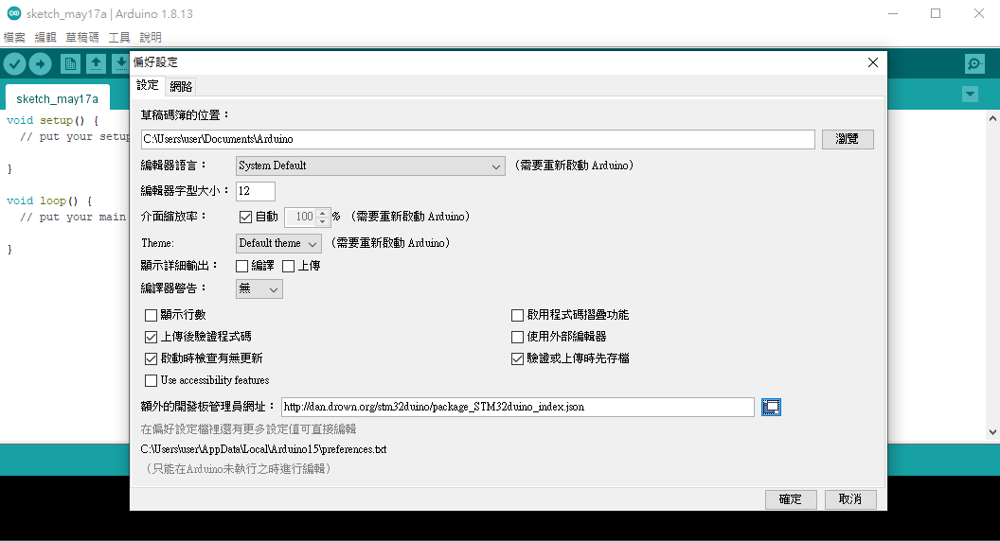 sketch_may17a | Arduino 1.8.13
檔案 編輯 草稿碼 工具 說明
sketch_may17a
void setup() {
// put your setup
}
void loop() {
// put your main
}
偏好設定
設定 網路
草稿碼簿的位置：
C:\Users\user\Documents\Arduino 瀏覽
編輯器語言： System Default （需要重新啟動 Arduino）
編輯器字型大小： 12
介面縮放率： 自動 100 % （需要重新啟動 Arduino）
Theme: Default theme （需要重新啟動 Arduino）
顯示詳細輸出： 編譯 上傳
編譯器警告： 無
顯示行數 啟用程式碼摺疊功能
上傳後驗證程式碼 使用外部編輯器
啟動時檢查有無更新 驗證或上傳時先存檔
Use accessibility features
額外的開發板管理員網址： http://dan.drown.org/stm32duino/package_STM32duino_index.json
在偏好設定檔裡還有更多設定值可直接編輯
C:\Users\user\AppData\Local\Arduino15\preferences.txt
（只能在Arduino未執行之時進行編輯）
確定 取消